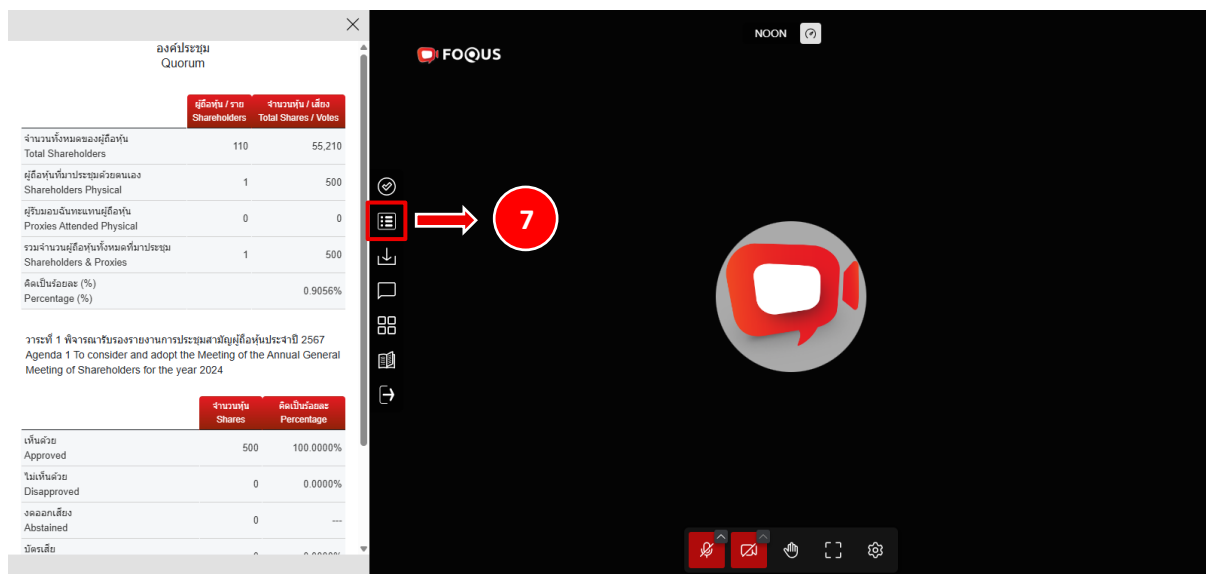 องค์ประชุม
Quorum
ผู้ถือหุ้น / ราย จำนวนหุ้น / เสียง
Shareholders Total Shares / Votes
จำนวนทั้งหมดของผู้ถือหุ้น
Total Shareholders 110 55,210
ผู้ถือหุ้นที่มาประชุมด้วยตนเอง
Shareholders Physical 1 500
ผู้รับมอบฉันทะแทนผู้ถือหุ้น
Proxies Attended Physical 0 0
รวมจำนวนผู้ถือหุ้นทั้งหมดที่มาประชุม
Shareholders & Proxies 1 500
คิดเป็นร้อยละ (%)
Percentage (%) 0.9056%
วาระที่ 1 พิจารณารับรองรายงานการประชุมสามัญผู้ถือหุ้นประจำปี 2567
Agenda 1 To consider and adopt the Meeting of the Annual General
Meeting of Shareholders for the year 2024
จำนวนหุ้น คิดเป็นร้อยละ
Shares Percentage
เห็นด้วย
Approved 500 100.0000%
ไม่เห็นด้วย
Disapproved 0 0.0000%
งดออกเสียง
Abstained 0 ---
บัตรเสีย
FOQUS
NOON
7